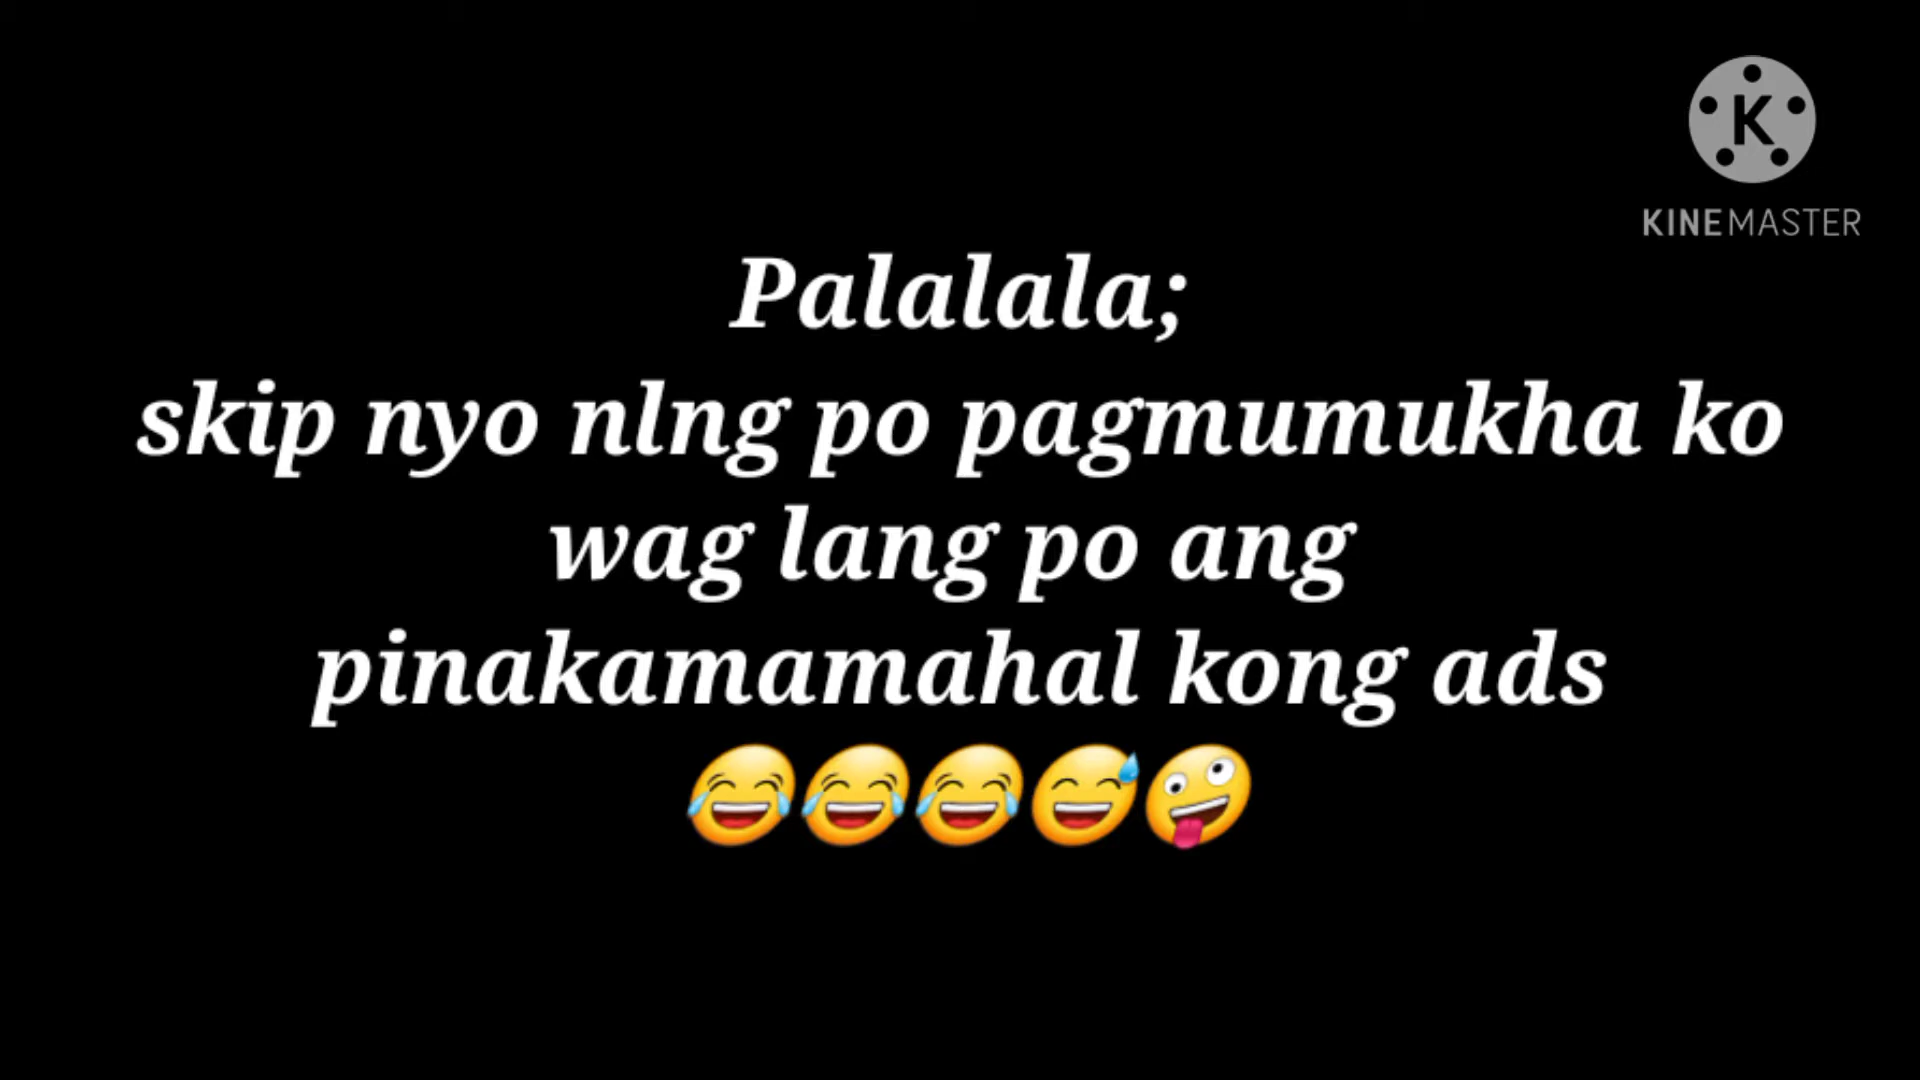 K
KINEMASTER
Palalala;
skip nyo nlng po pagmumukha ko
wag lang po ang
pinakamamahal kong ads
😂😂😂😅🤪